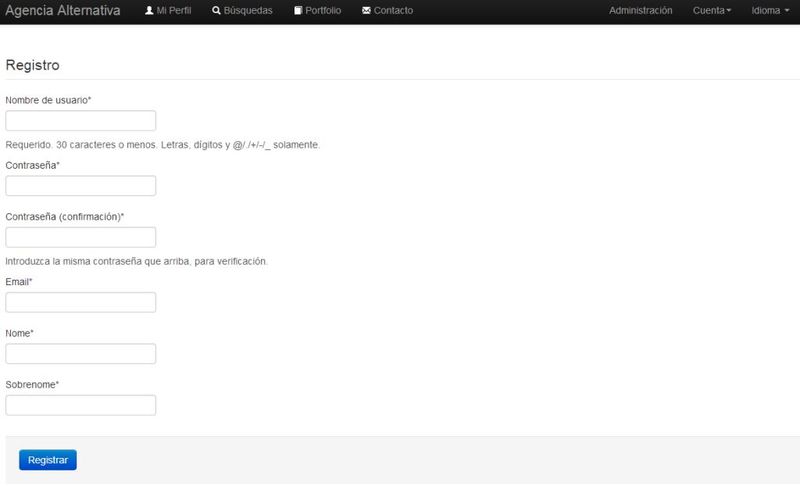 Agencia Alternativa Mi Perfil Búsquedas Portfolio Contacto Administración Cuenta Idioma
Registro
Nombre de usuario*
Requerido. 30 caracteres o menos. Letras, dígitos y @/./+/-/_ solamente.
Contraseña*
Contraseña (confirmación)*
Introduzca la misma contraseña que arriba, para verificación.
Email*
Nome*
Sobrenome*
Registrar